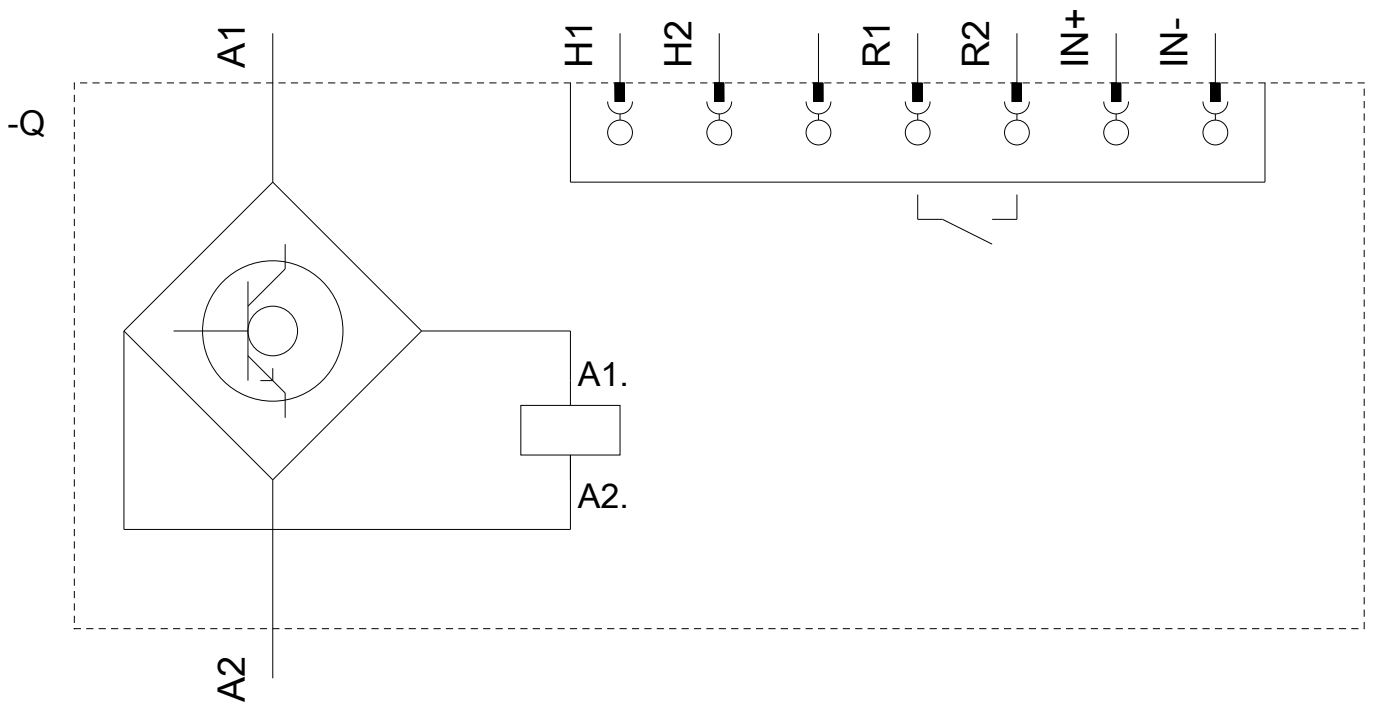 A1
H1
H2
R1
R2
IN+
IN-
-Q
A1.
A2.
A2